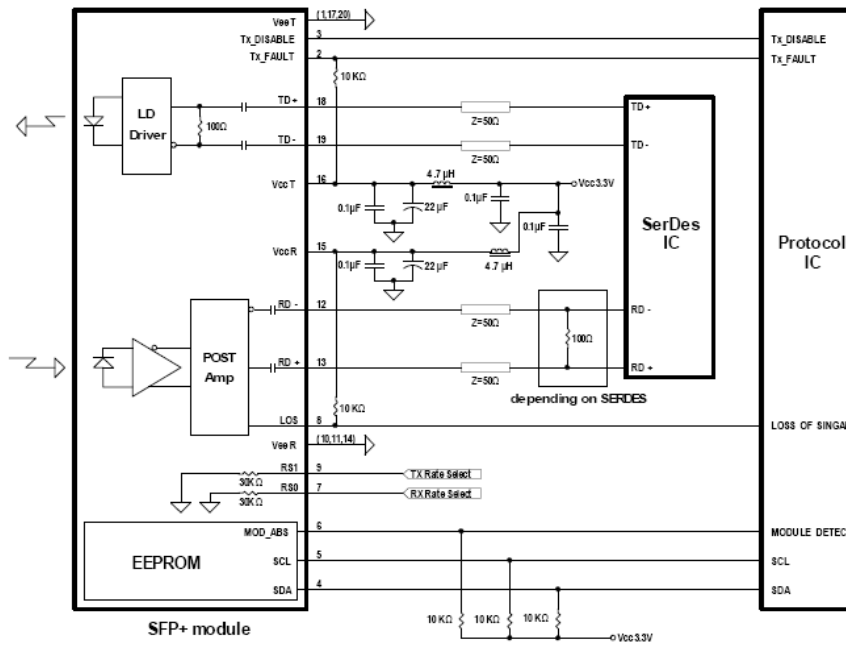 VeeT (1,17,20)
Tx_DISABLE 3 Tx_DISABLE
Tx_FAULT 2 Tx_FAULT
10 KΩ
LD
Driver
100Ω
TD+ 18 Z=50Ω TD+
TD- 19 Z=50Ω TD-
VccT 16 4.7 µH Vcc3.3V
0.1µF 22 µF 0.1µF
0.1µF
SerDes
IC
Protocol
IC
VccR 15 4.7 µH
0.1µF 22 µF
RD - 12 Z=50Ω RD -
100Ω
POST
Amp
RD + 13 Z=50Ω RD +
depending on SERDES
10 KΩ
LOS 8 LOSS OF SINGAL
VeeR (10,11,14)
RS1 9 TX Rate Select
30KΩ
RS0 7 RX Rate Select
30KΩ
MOD_ABS 6 MODULE DETEC
EEPROM
SCL 5 SCL
SDA 4 SDA
10 KΩ 10 KΩ 10 KΩ
Vcc3.3V
SFP+ module